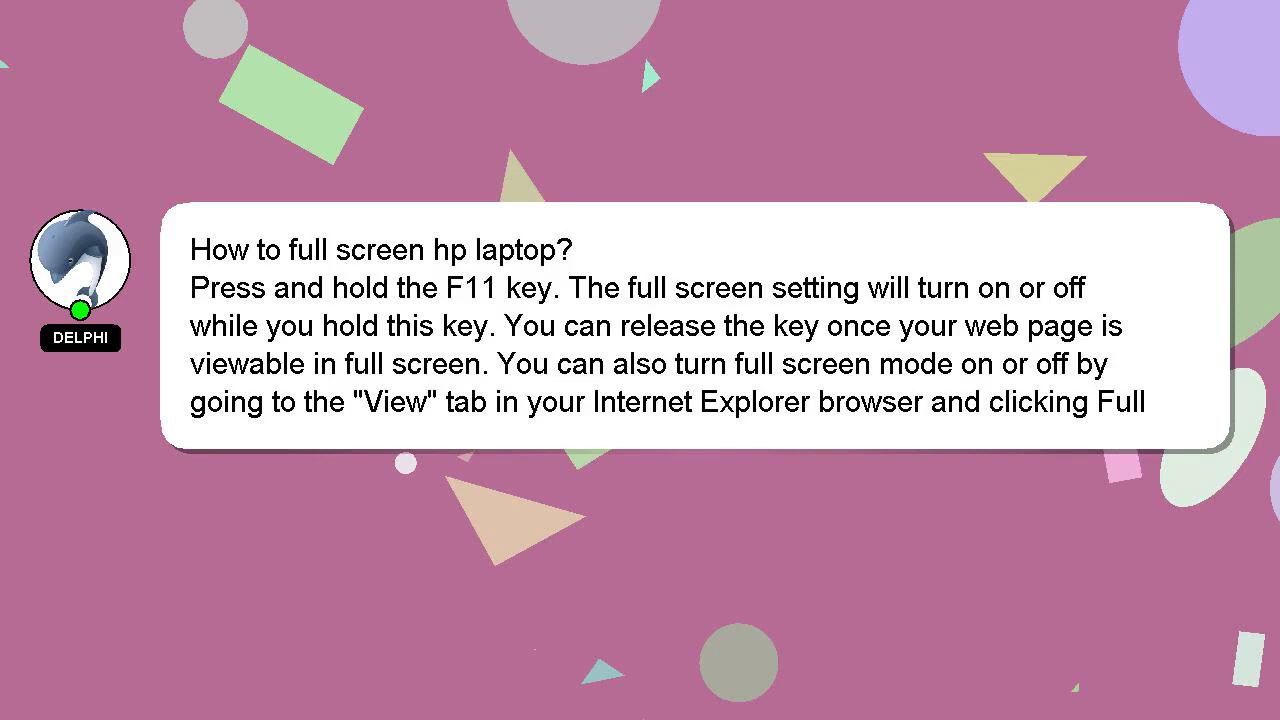 How to full screen hp laptop?
Press and hold the F11 key. The full screen setting will turn on or off
while you hold this key. You can release the key once your web page is
viewable in full screen. You can also turn full screen mode on or off by
going to the "View" tab in your Internet Explorer browser and clicking Full
DELPHI